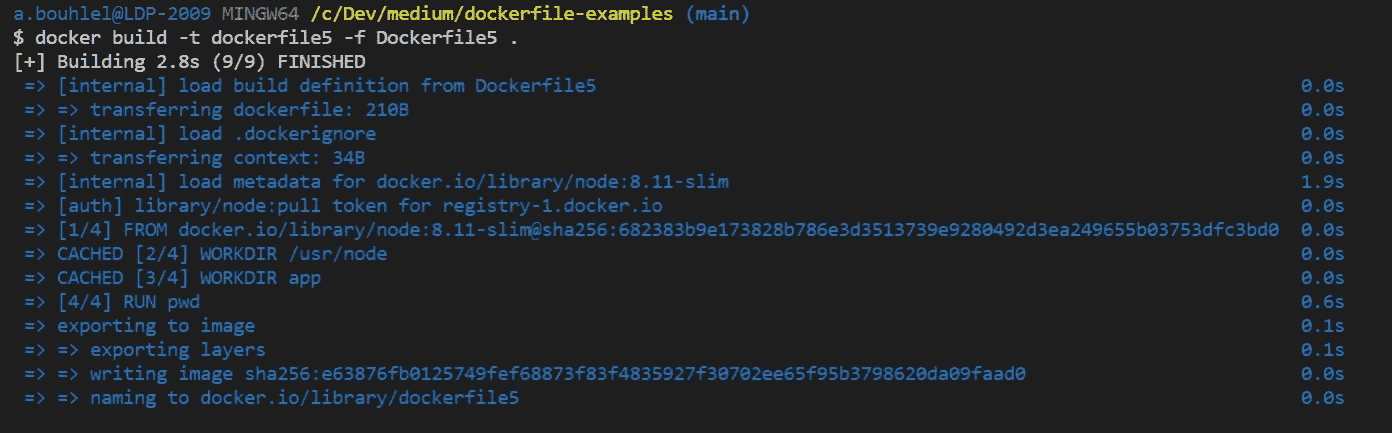 a.bouhlel@LDP-2009 MINGW64 /c/Dev/medium/dockerfile-examples (main)
$ docker build -t dockerfile5 -f Dockerfile5 .
[+] Building 2.8s (9/9) FINISHED
=> [internal] load build definition from Dockerfile5 0.0s
=> => transferring dockerfile: 210B 0.0s
=> [internal] load .dockerignore 0.0s
=> => transferring context: 34B 0.0s
=> [internal] load metadata for docker.io/library/node:8.11-slim 1.9s
=> [auth] library/node:pull token for registry-1.docker.io 0.0s
=> [1/4] FROM docker.io/library/node:8.11-slim@sha256:682383b9e173828b786e3d3513739e9280492d3ea249655b03753dfc3bd0 0.0s
=> CACHED [2/4] WORKDIR /usr/node 0.0s
=> CACHED [3/4] WORKDIR app 0.0s
=> [4/4] RUN pwd 0.6s
=> exporting to image 0.1s
=> => exporting layers 0.1s
=> => writing image sha256:e63876fb0125749fef68873f83f4835927f30702ee65f95b3798620da09faad0 0.0s
=> => naming to docker.io/library/dockerfile5 0.0s